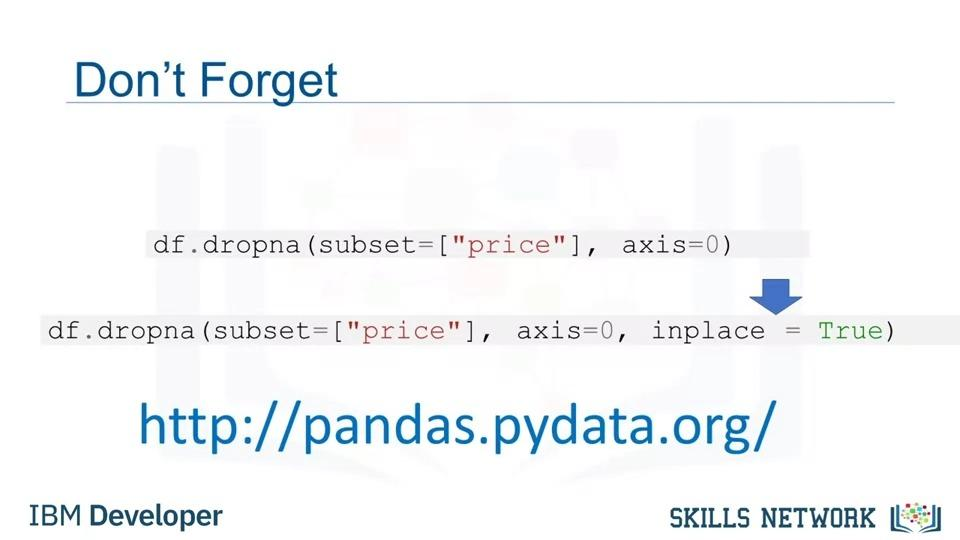 Don’t Forget
df.dropna(subset=["price"], axis=0)
df.dropna(subset=["price"], axis=0, inplace = True)
http://pandas.pydata.org/
IBM Developer
SKILLS NETWORK